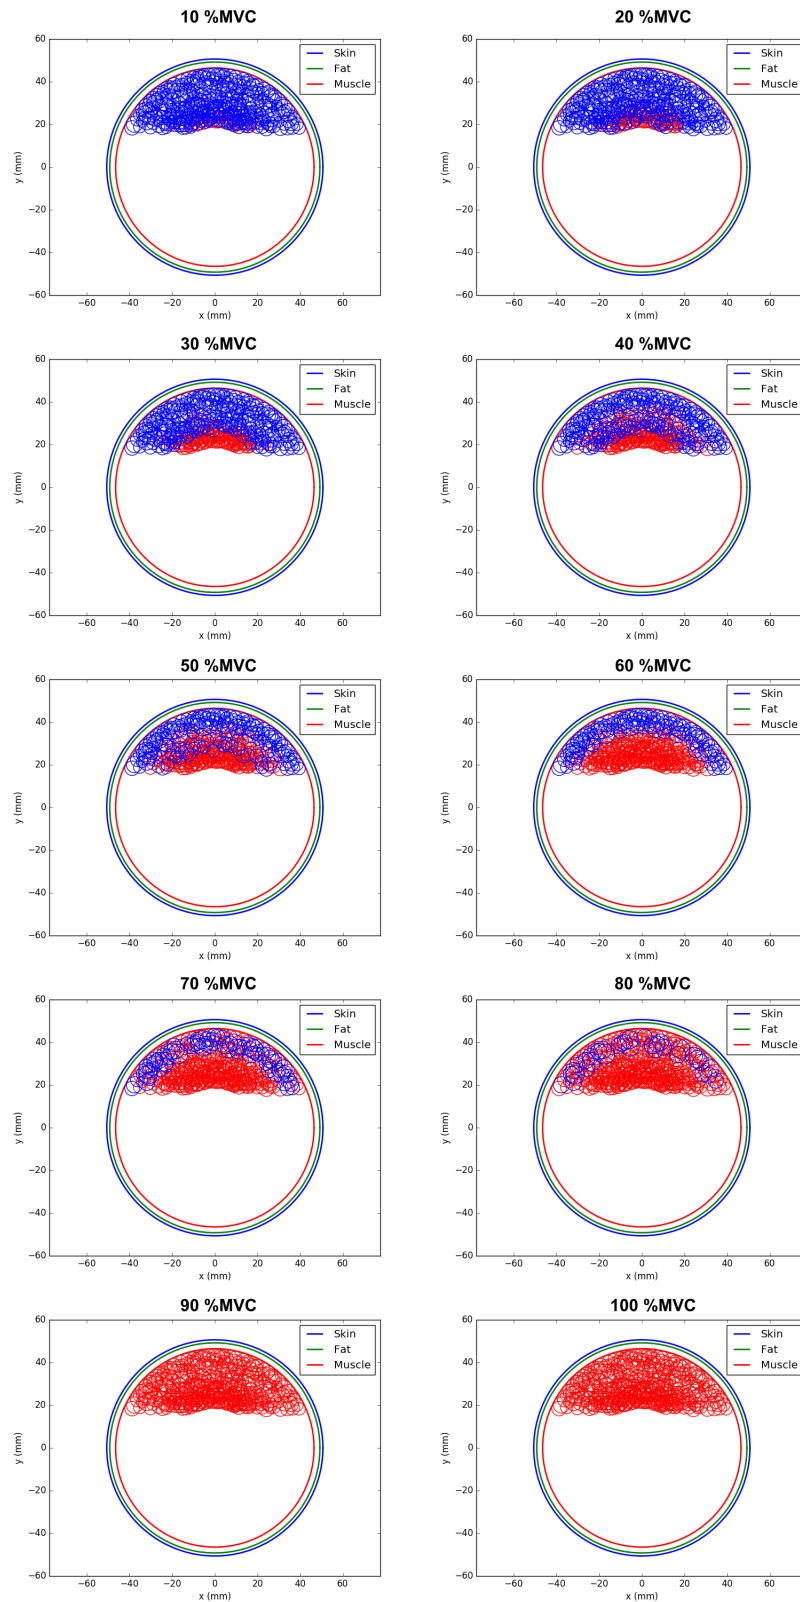 10 %MVC
20 %MVC
60
40
20
0
−20
−40
−60
y (mm)
−60 −40 −20 0 20 40 60
x (mm)
Skin
Fat
Muscle
60
40
20
0
−20
−40
−60
y (mm)
−60 −40 −20 0 20 40 60
x (mm)
Skin
Fat
Muscle
30 %MVC
40 %MVC
60
40
20
0
−20
−40
−60
y (mm)
−60 −40 −20 0 20 40 60
x (mm)
Skin
Fat
Muscle
60
40
20
0
−20
−40
−60
y (mm)
−60 −40 −20 0 20 40 60
x (mm)
Skin
Fat
Muscle
50 %MVC
60 %MVC
60
40
20
0
−20
−40
−60
y (mm)
−60 −40 −20 0 20 40 60
x (mm)
Skin
Fat
Muscle
60
40
20
0
−20
−40
−60
y (mm)
−60 −40 −20 0 20 40 60
x (mm)
Skin
Fat
Muscle
70 %MVC
80 %MVC
60
40
20
0
−20
−40
−60
y (mm)
−60 −40 −20 0 20 40 60
x (mm)
Skin
Fat
Muscle
60
40
20
0
−20
−40
−60
y (mm)
−60 −40 −20 0 20 40 60
x (mm)
Skin
Fat
Muscle
90 %MVC
100 %MVC
60
40
20
0
−20
−40
−60
y (mm)
−60 −40 −20 0 20 40 60
x (mm)
Skin
Fat
Muscle
60
40
20
0
−20
−40
−60
y (mm)
−60 −40 −20 0 20 40 60
x (mm)
Skin
Fat
Muscle